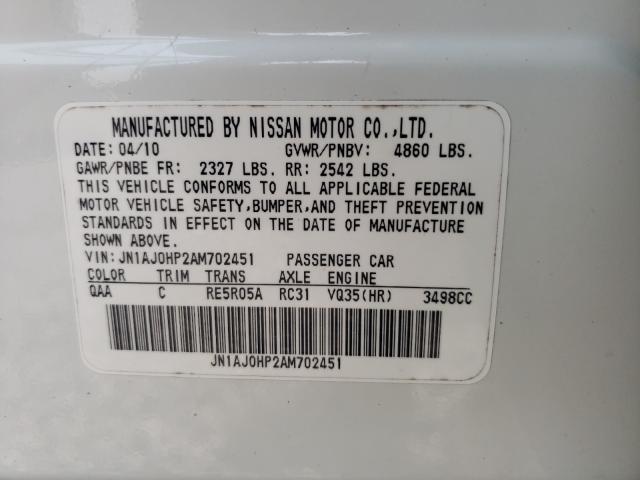 MANUFACTURED BY NISSAN MOTOR CO.,LTD.
DATE: 04/10 GVWR/PNBV: 4860 LBS.
GAWR/PNBE FR: 2327 LBS. RR: 2542 LBS.
THIS VEHICLE CONFORMS TO ALL APPLICABLE FEDERAL
MOTOR VEHICLE SAFETY,BUMPER,AND THEFT PREVENTION
STANDARDS IN EFFECT ON THE DATE OF MANUFACTURE
SHOWN ABOVE.
VIN: JN1AJ0HP2AM702451 PASSENGER CAR
COLOR TRIM TRANS AXLE ENGINE
QAA C RE5R05A RC31 VQ35(HR) 3498CC
JN1AJ0HP2AM702451